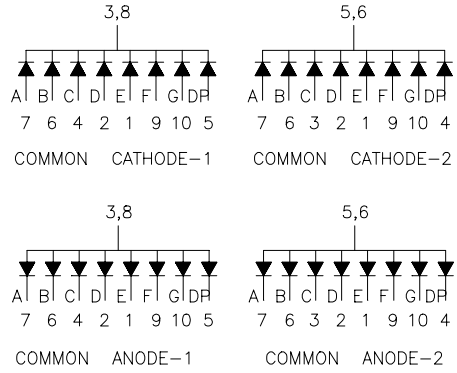 3,8 5,6
A B C D E F G DP A B C D E F G DP
7 6 4 2 1 9 10 5 7 6 3 2 1 9 10 4
COMMON CATHODE-1 COMMON CATHODE-2
3,8 5,6
A B C D E F G DP A B C D E F G DP
7 6 4 2 1 9 10 5 7 6 3 2 1 9 10 4
COMMON ANODE-1 COMMON ANODE-2